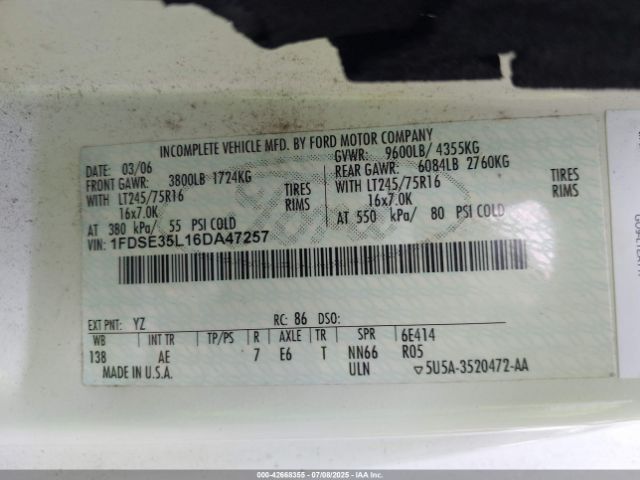 INCOMPLETE VEHICLE MFD. BY FORD MOTOR COMPANY
DATE: 03/06 GVWR: 9600LB/ 4355KG
FRONT GAWR: 3800LB 1724KG REAR GAWR: 6084LB 2760KG
WITH LT245/75R16 TIRES WITH LT245/75R16 TIRES
16x7.0K RIMS 16x7.0K RIMS
AT 380 kPa/ 55 PSI COLD AT 550 kPa/ 80 PSI COLD
VIN: 1FDSE35L16DA47257
EXT PNT: YZ RC: 86 DSO:
WB INT TR TP/PS R AXLE TR SPR 6E414
138 AE 7 E6 T NN66 R05
MADE IN U.S.A. ULN ▽5U5A-3520472-AA
000-42668355 | 07/08/2025 | IAA Inc.